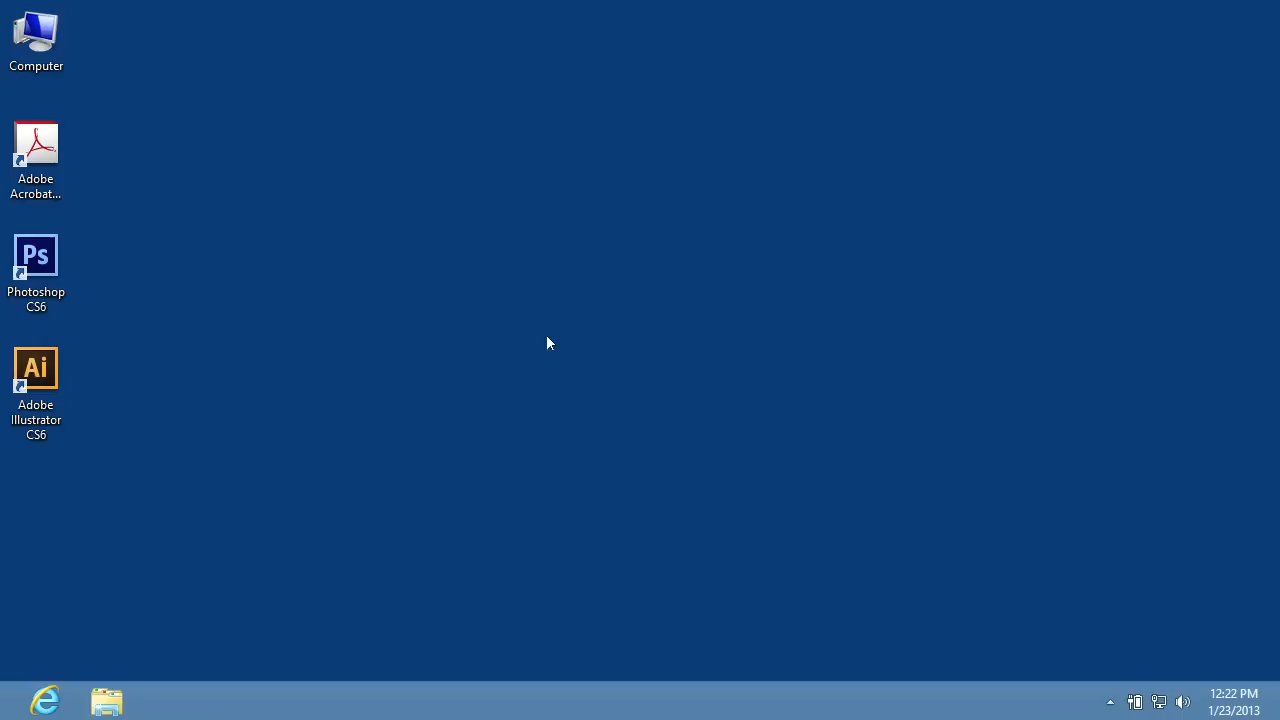 Computer
Adobe
Acrobat...
Ps
Photoshop
CS6
Ai
Adobe
Illustrator
CS6
12:22 PM
1/23/2013